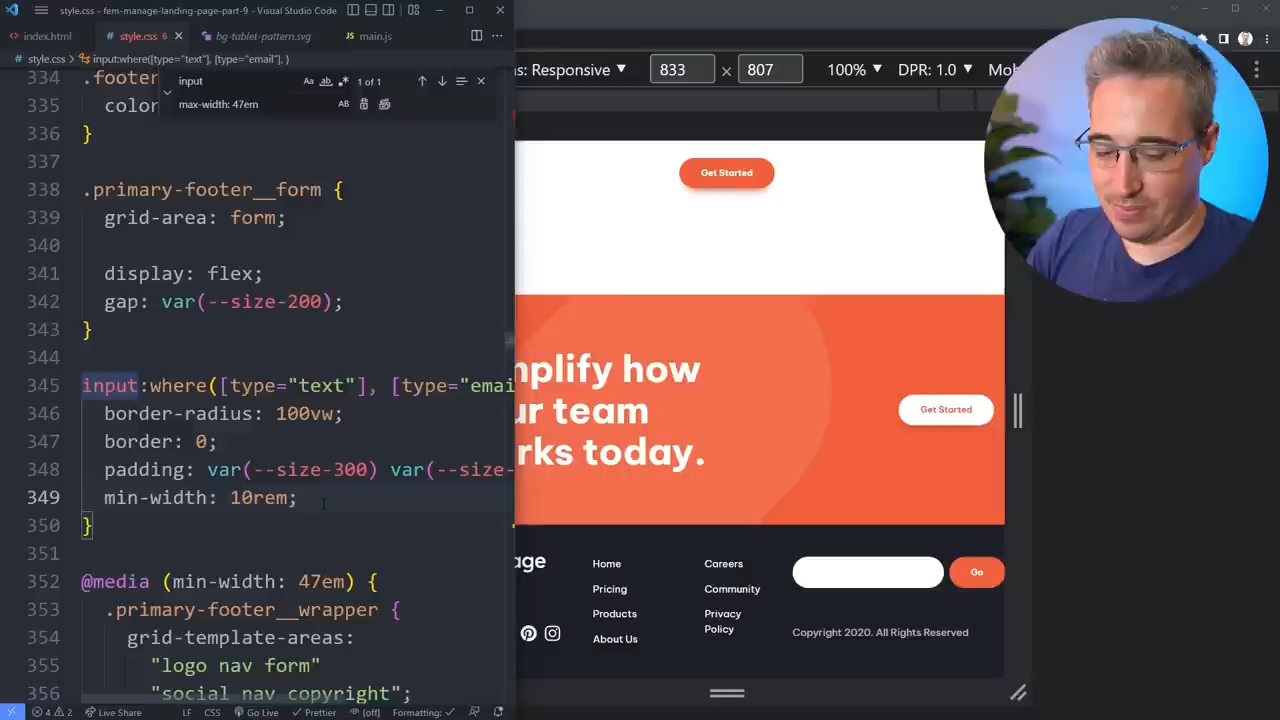 style.css - fem-manage-landing-page-part-9 - Visual Studio Code
index.html
style.css 6
bg-tablet-pattern.svg
main.js
style.css > input:where([type="text"], [type="email"], )
input
1 of 1
max-width: 47em
334 .footer
335 color
336 }
337
338 .primary-footer__form {
339 grid-area: form;
340
341 display: flex;
342 gap: var(--size-200);
343 }
344
345 input:where([type="text"], [type="emai
346 border-radius: 100vw;
347 border: 0;
348 padding: var(--size-300) var(--size-
349 min-width: 10rem;
350 }
351
352 @media (min-width: 47em) {
353 .primary-footer__wrapper {
354 grid-template-areas:
355 "logo nav form"
356 "social nav copyright";
4 2 Live Share LF CSS Go Live Prettier [off] Formatting:
ns: Responsive 833 × 807 100% DPR: 1.0 Mob
Get Started
mplify how
ur team
rks today.
Get Started
age
Home
Pricing
Products
About Us
Careers
Community
Privacy
Policy
Go
Copyright 2020. All Rights Reserved